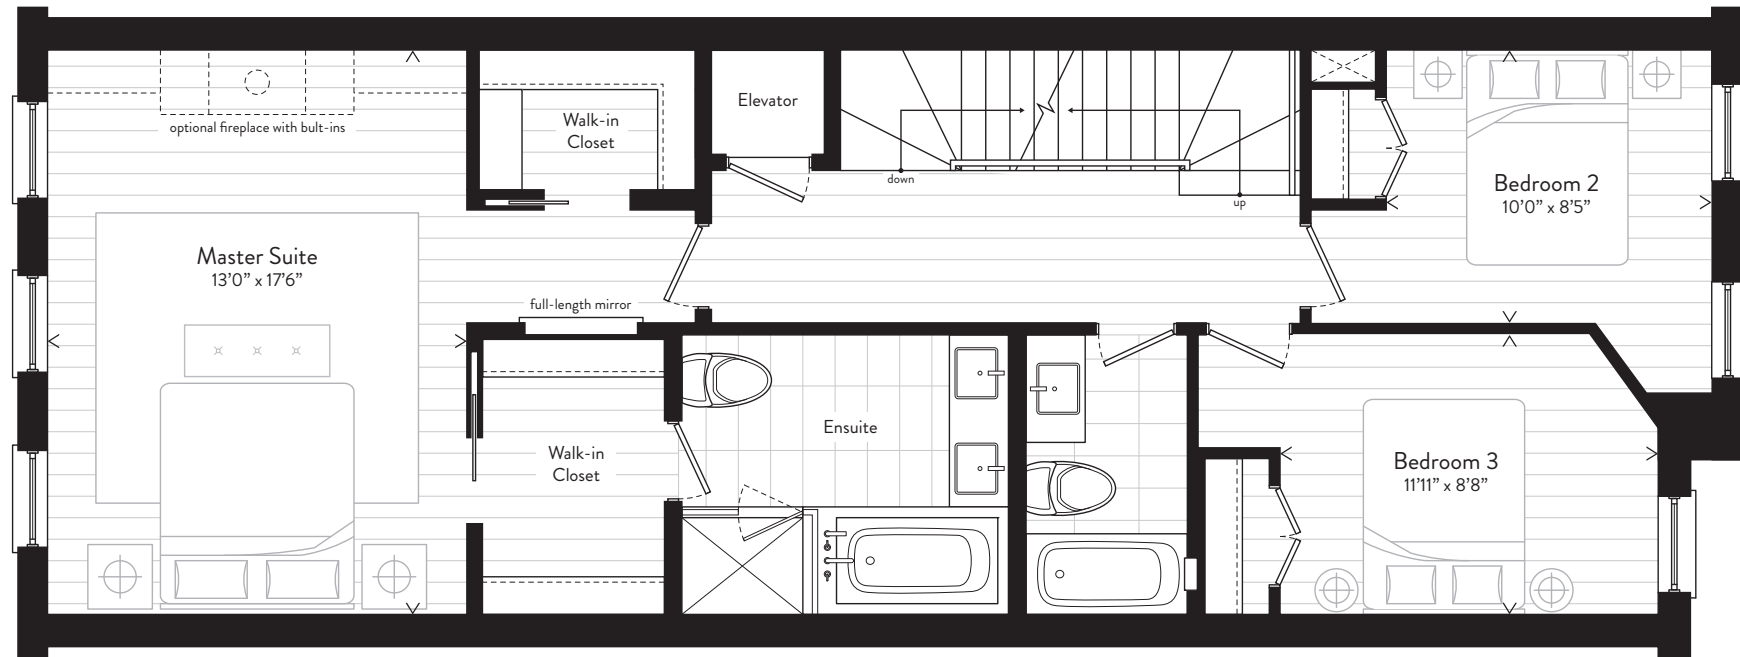 optional fireplace with bult-ins
Walk-in
Closet
Elevator
down
up
Bedroom 2
10'0” x 8'5”
Master Suite
13'0” x 17'6”
full-length mirror
Walk-in
Closet
Ensuite
Bedroom 3
11'11” x 8'8”